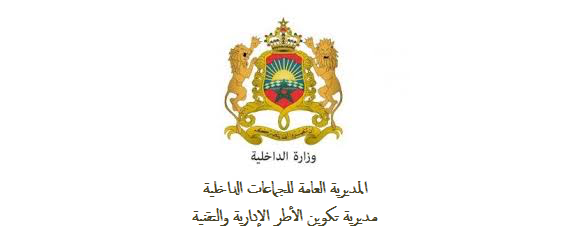 وزارة الداخلية
المديرية العامة للجماعات الداخلية
مديرية تكوين الأطر الإدارية والتقنية